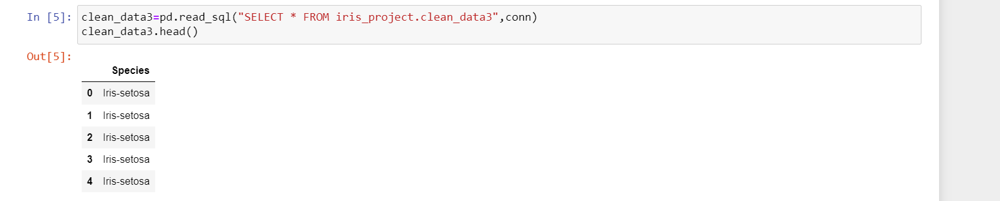 In [5]: clean_data3=pd.read_sql("SELECT * FROM iris_project.clean_data3",conn)
clean_data3.head()
Out[5]:
Species
0 Iris-setosa
1 Iris-setosa
2 Iris-setosa
3 Iris-setosa
4 Iris-setosa